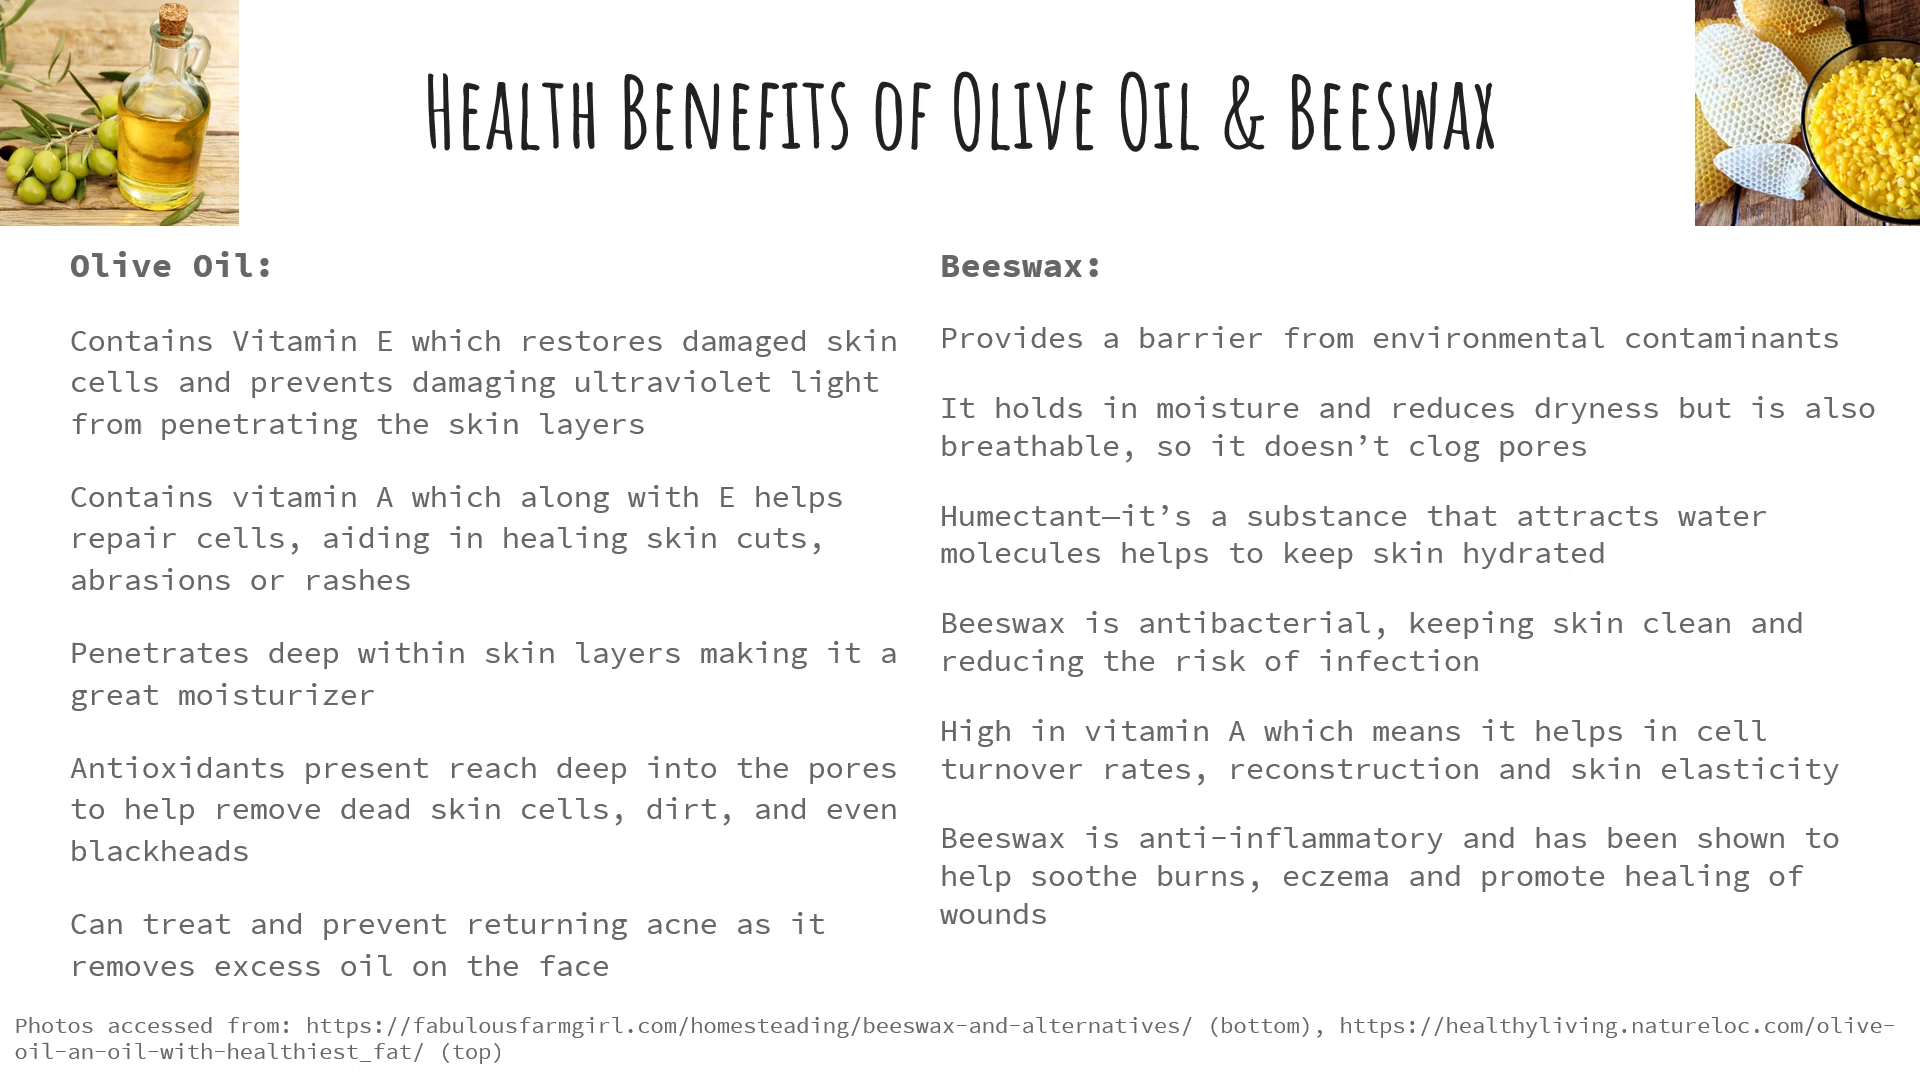 Health Benefits of Olive Oil & Beeswax
Olive Oil:
Contains Vitamin E which restores damaged skin
cells and prevents damaging ultraviolet light
from penetrating the skin layers
Contains vitamin A which along with E helps
repair cells, aiding in healing skin cuts,
abrasions or rashes
Penetrates deep within skin layers making it a
great moisturizer
Antioxidants present reach deep into the pores
to help remove dead skin cells, dirt, and even
blackheads
Can treat and prevent returning acne as it
removes excess oil on the face
Beeswax:
Provides a barrier from environmental contaminants
It holds in moisture and reduces dryness but is also
breathable, so it doesn’t clog pores
Humectant—it’s a substance that attracts water
molecules helps to keep skin hydrated
Beeswax is antibacterial, keeping skin clean and
reducing the risk of infection
High in vitamin A which means it helps in cell
turnover rates, reconstruction and skin elasticity
Beeswax is anti-inflammatory and has been shown to
help soothe burns, eczema and promote healing of
wounds
Photos accessed from: https://fabulousfarmgirl.com/homesteading/beeswax-and-alternatives/ (bottom), https://healthyliving.natureloc.com/olive-
oil-an-oil-with-healthiest_fat/ (top)